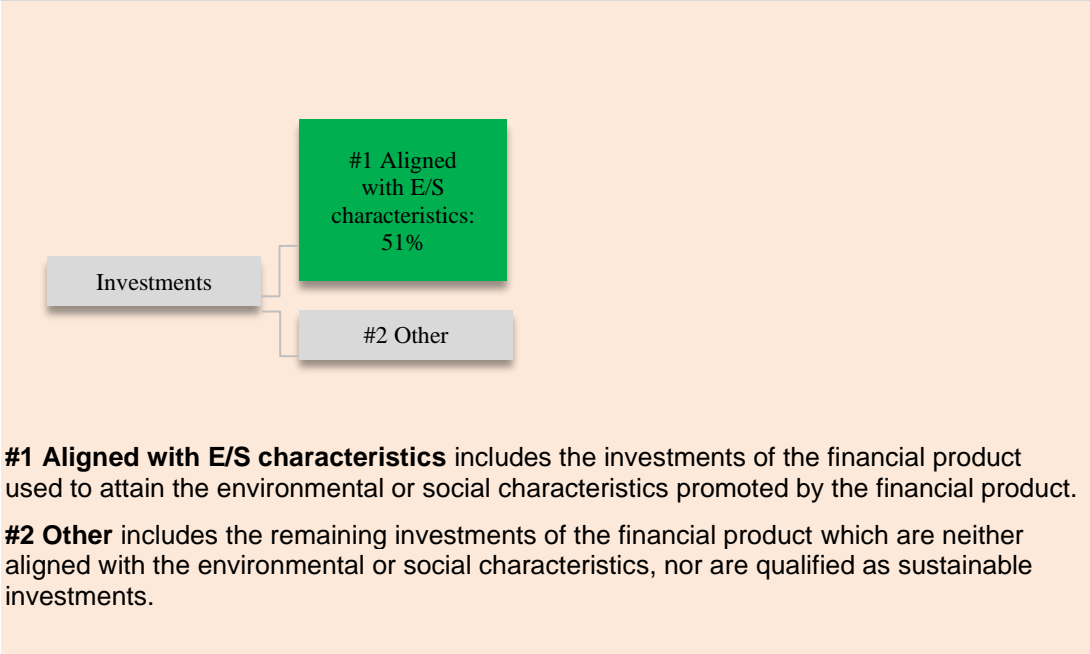 #1 Aligned
with E/S
characteristics:
51%
Investments
#2 Other
#1 Aligned with E/S characteristics includes the investments of the financial product
used to attain the environmental or social characteristics promoted by the financial product.
#2 Other includes the remaining investments of the financial product which are neither
aligned with the environmental or social characteristics, nor are qualified as sustainable
investments.